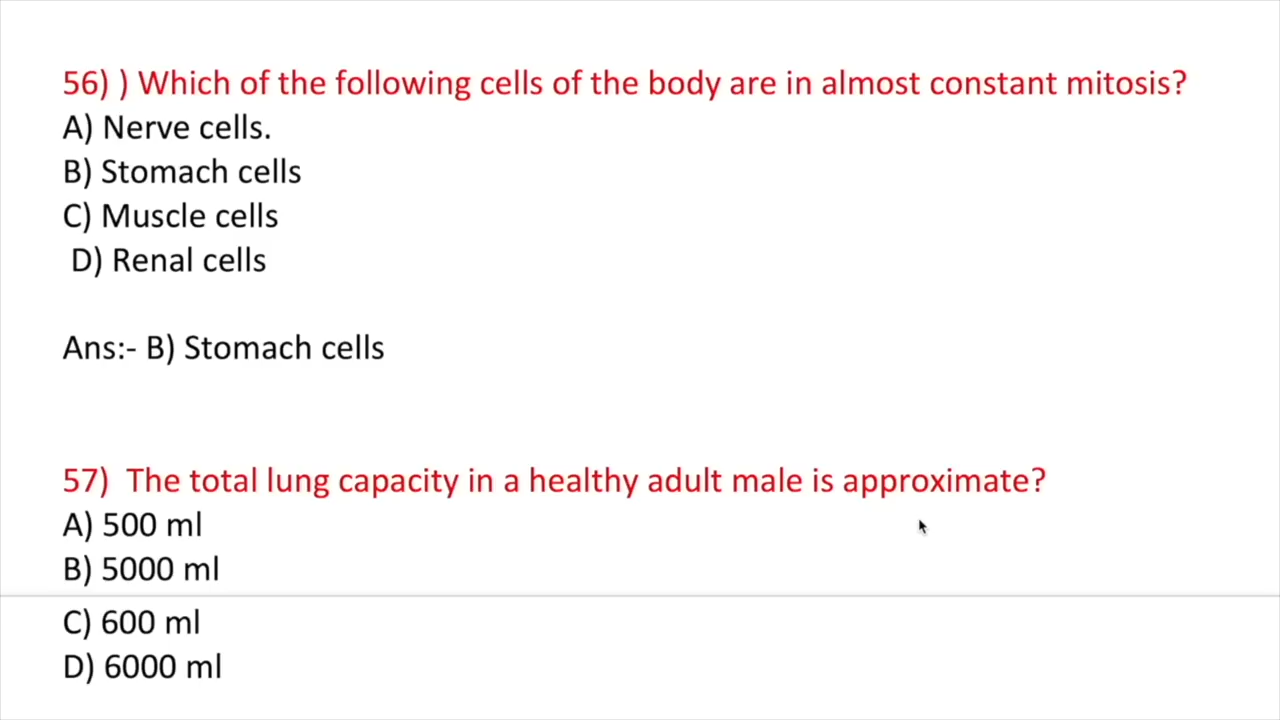 56) ) Which of the following cells of the body are in almost constant mitosis?
A) Nerve cells.
B) Stomach cells
C) Muscle cells
D) Renal cells
Ans:- B) Stomach cells
57) The total lung capacity in a healthy adult male is approximate?
A) 500 ml
B) 5000 ml
C) 600 ml
D) 6000 ml